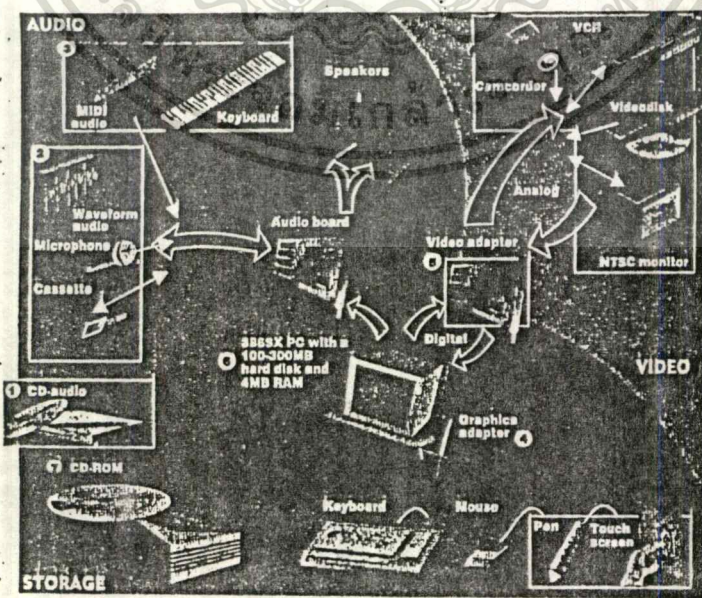 AUDIO
3
MIDI
audio
Keyboard
Speakers
VCR
Camcorder
Videodisk
Analog
NTSC monitor
2
Waveform
audio
Microphone
Cassette
Audio board
Video adapter
Digital
386SX PC with a
100-300MB
hard disk and
4MB RAM
VIDEO
1 CD-audio
Graphics
adapter 4
CD-ROM
Keyboard
Mouse
Pen
Touch
screen
STORAGE